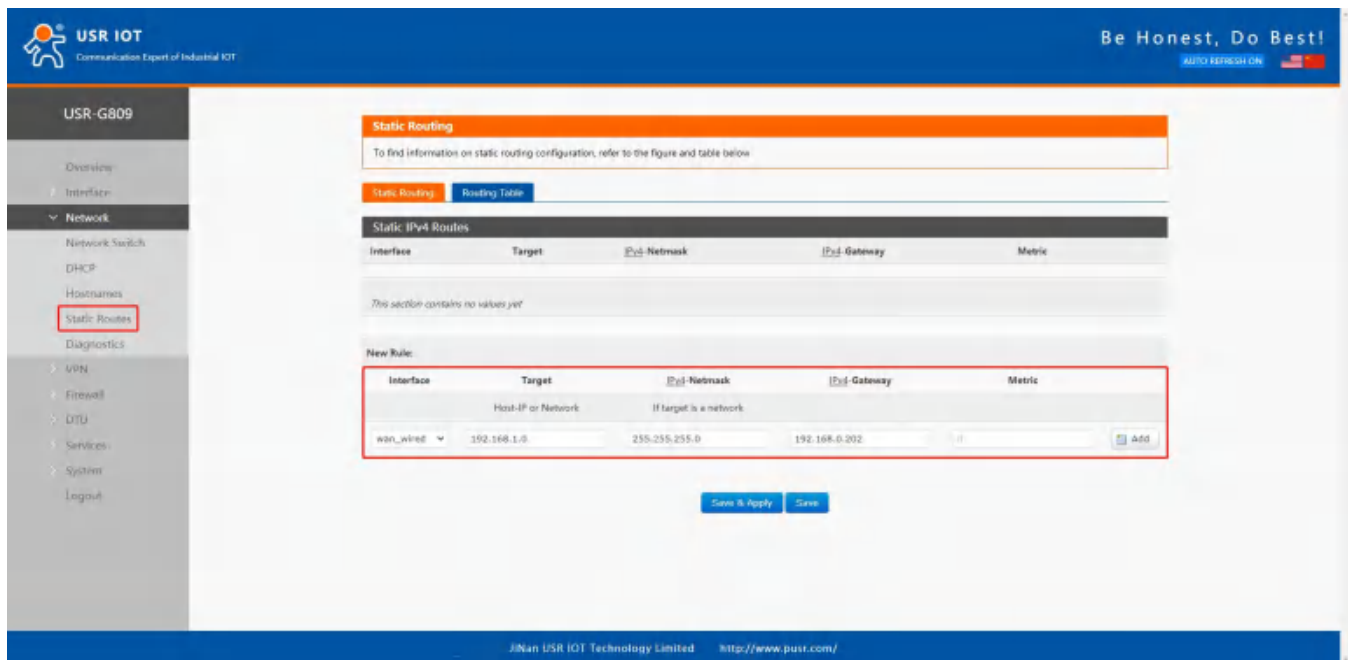 USR IOT
Communication Expert of Industrial IOT
Be Honest, Do Best!
AUTO REFRESH ON
USR-G809
Overview
Interface
Network
Network Switch
DHCP
Hostnames
Static Routes
Diagnostics
VPN
Firewall
DTU
Services
System
Logout
Static Routing
To find information on static routing configuration, refer to the figure and table below
Static Routing Routing Table
Static IPv4 Routes
Interface Target IPv4-Netmask IPv4-Gateway Metric
This section contains no values yet
New Rule:
Interface Target IPv4-Netmask IPv4-Gateway Metric
Host-IP or Network If target is a network
wan_wired 192.168.1.0 255.255.255.0 192.168.0.202 0 Add
Save & Apply Save
JiNan USR IOT Technology Limited http://www.pusr.com/